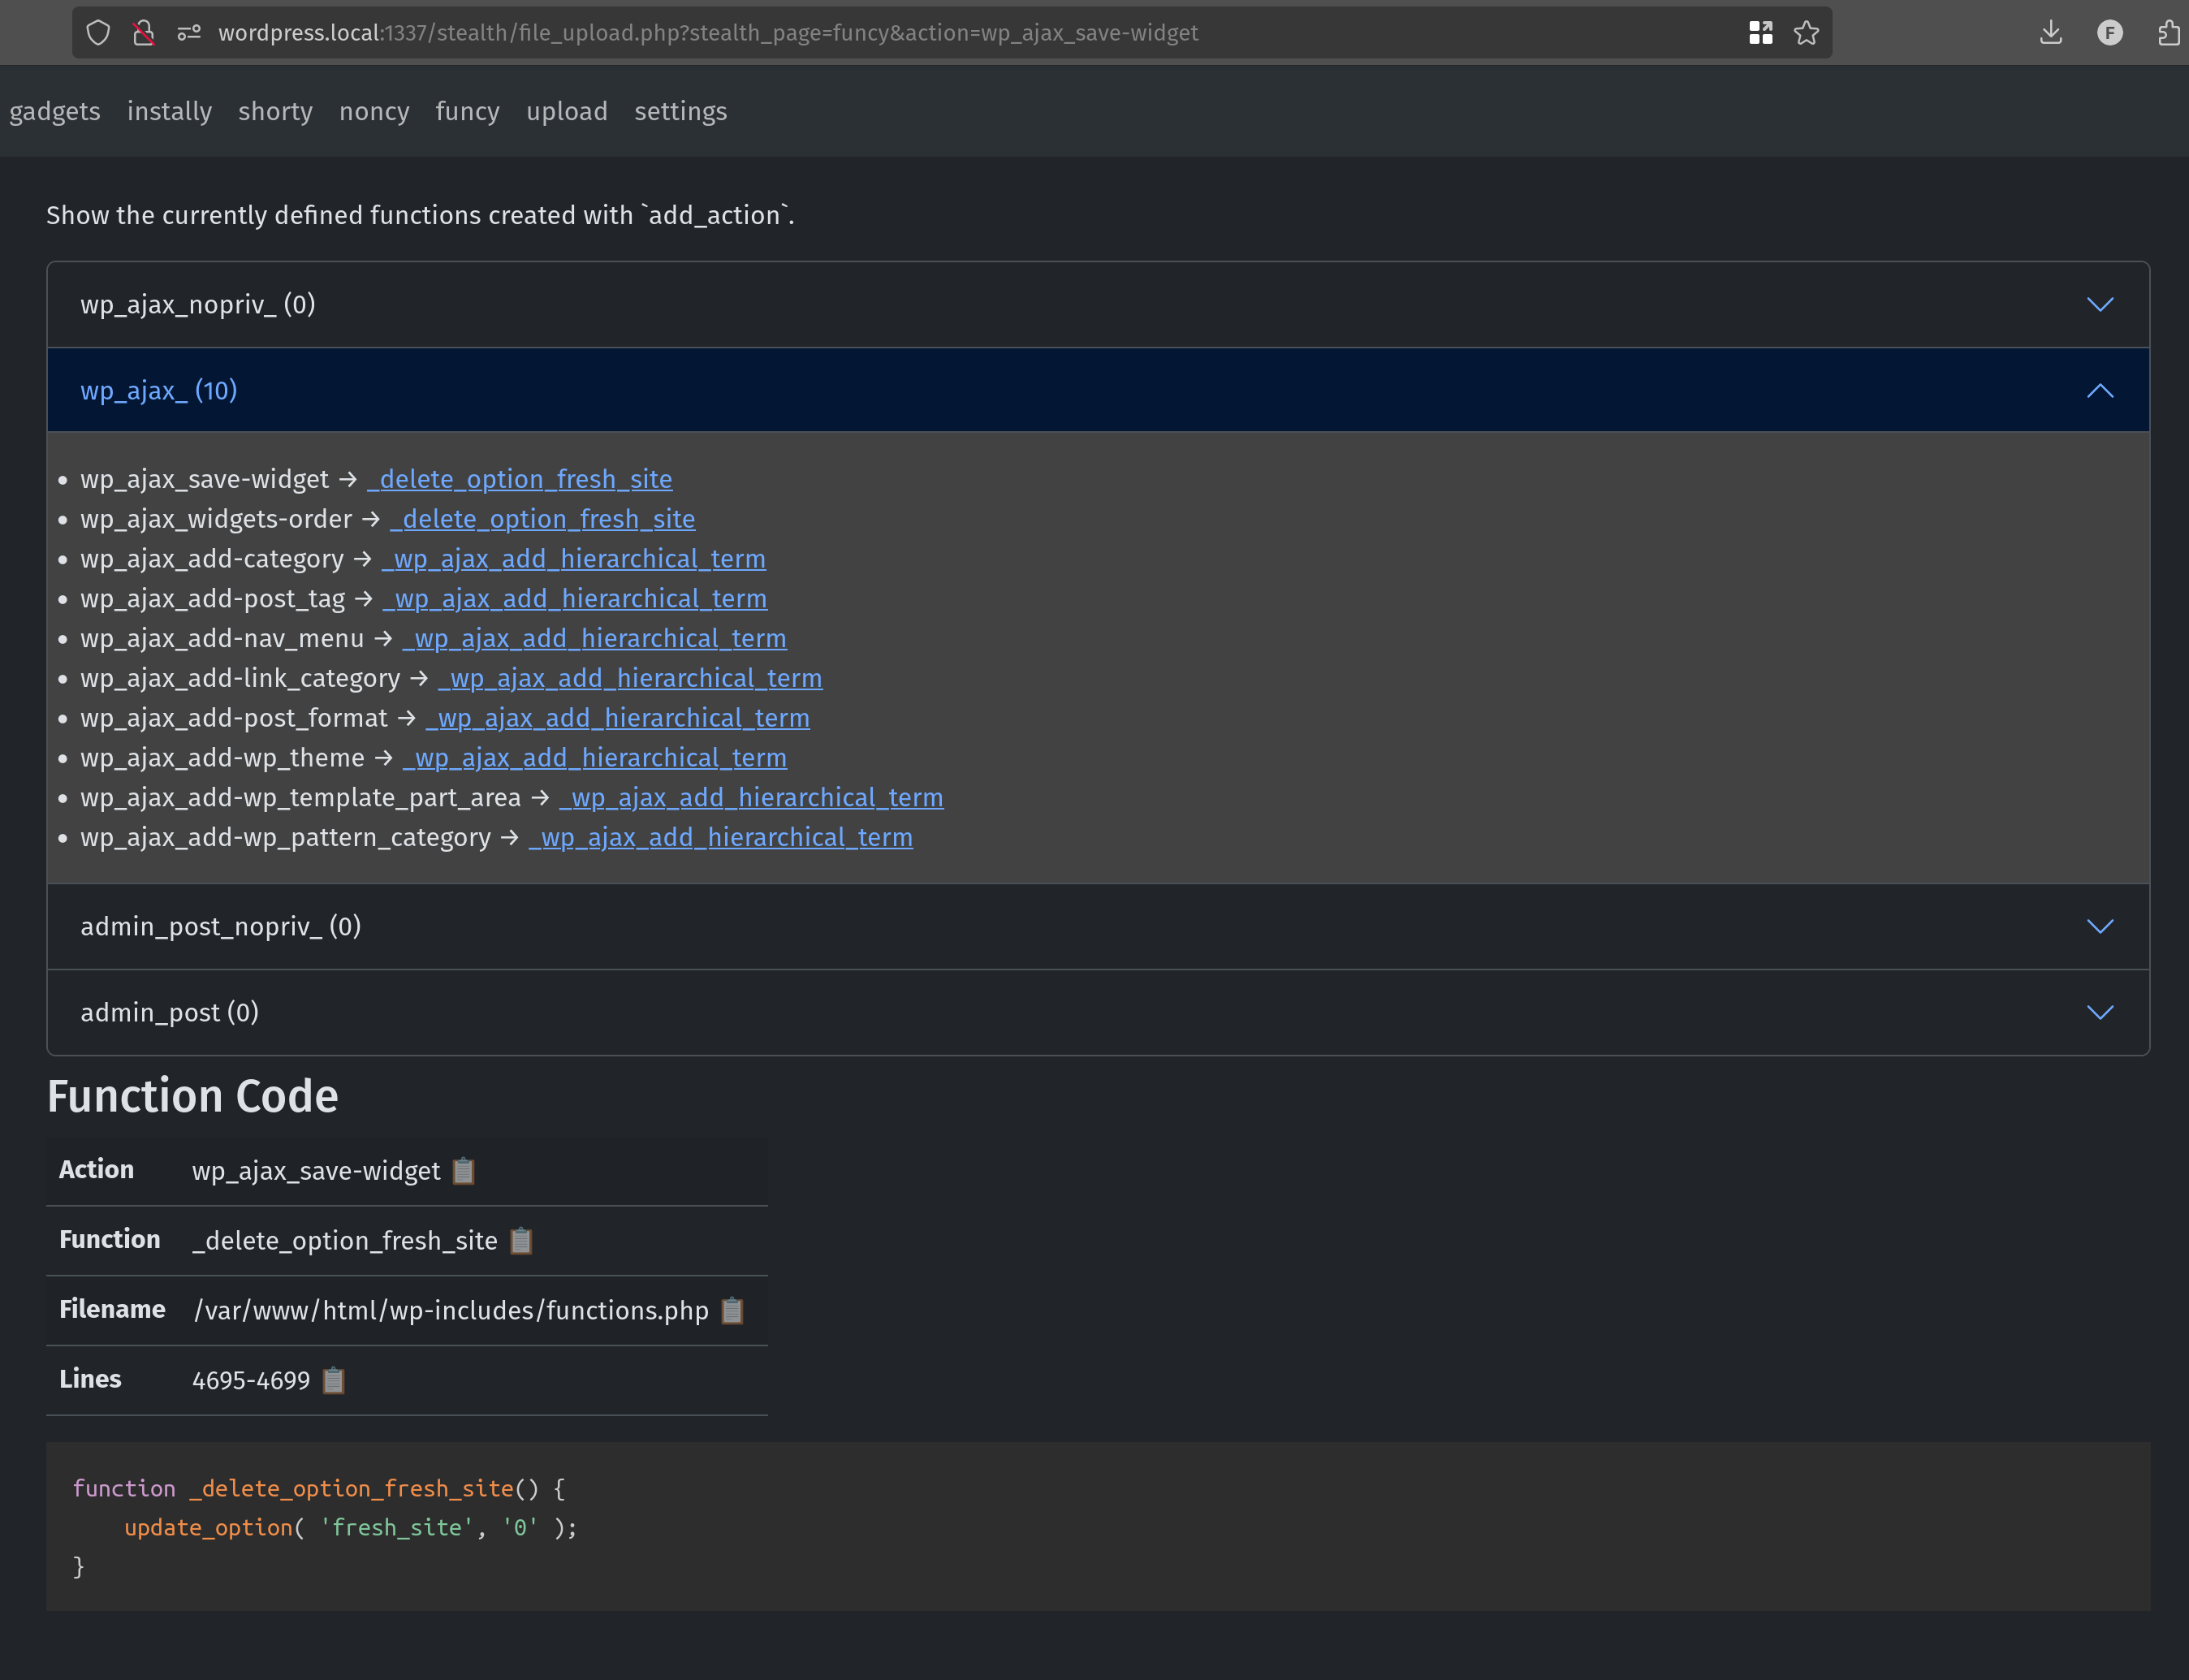 wordpress.local:1337/stealth/file_upload.php?stealth_page=funcy&action=wp_ajax_save-widget
F
gadgets instally shorty noncy funcy upload settings
Show the currently defined functions created with `add_action`.
wp_ajax_nopriv_ (0)
wp_ajax_ (10)
• wp_ajax_save-widget → _delete_option_fresh_site
• wp_ajax_widgets-order → _delete_option_fresh_site
• wp_ajax_add-category → _wp_ajax_add_hierarchical_term
• wp_ajax_add-post_tag → _wp_ajax_add_hierarchical_term
• wp_ajax_add-nav_menu → _wp_ajax_add_hierarchical_term
• wp_ajax_add-link_category → _wp_ajax_add_hierarchical_term
• wp_ajax_add-post_format → _wp_ajax_add_hierarchical_term
• wp_ajax_add-wp_theme → _wp_ajax_add_hierarchical_term
• wp_ajax_add-wp_template_part_area → _wp_ajax_add_hierarchical_term
• wp_ajax_add-wp_pattern_category → _wp_ajax_add_hierarchical_term
admin_post_nopriv_ (0)
admin_post (0)
Function Code
Action wp_ajax_save-widget
Function _delete_option_fresh_site
Filename /var/www/html/wp-includes/functions.php
Lines 4695-4699
function _delete_option_fresh_site() {
    update_option( 'fresh_site', '0' );
}